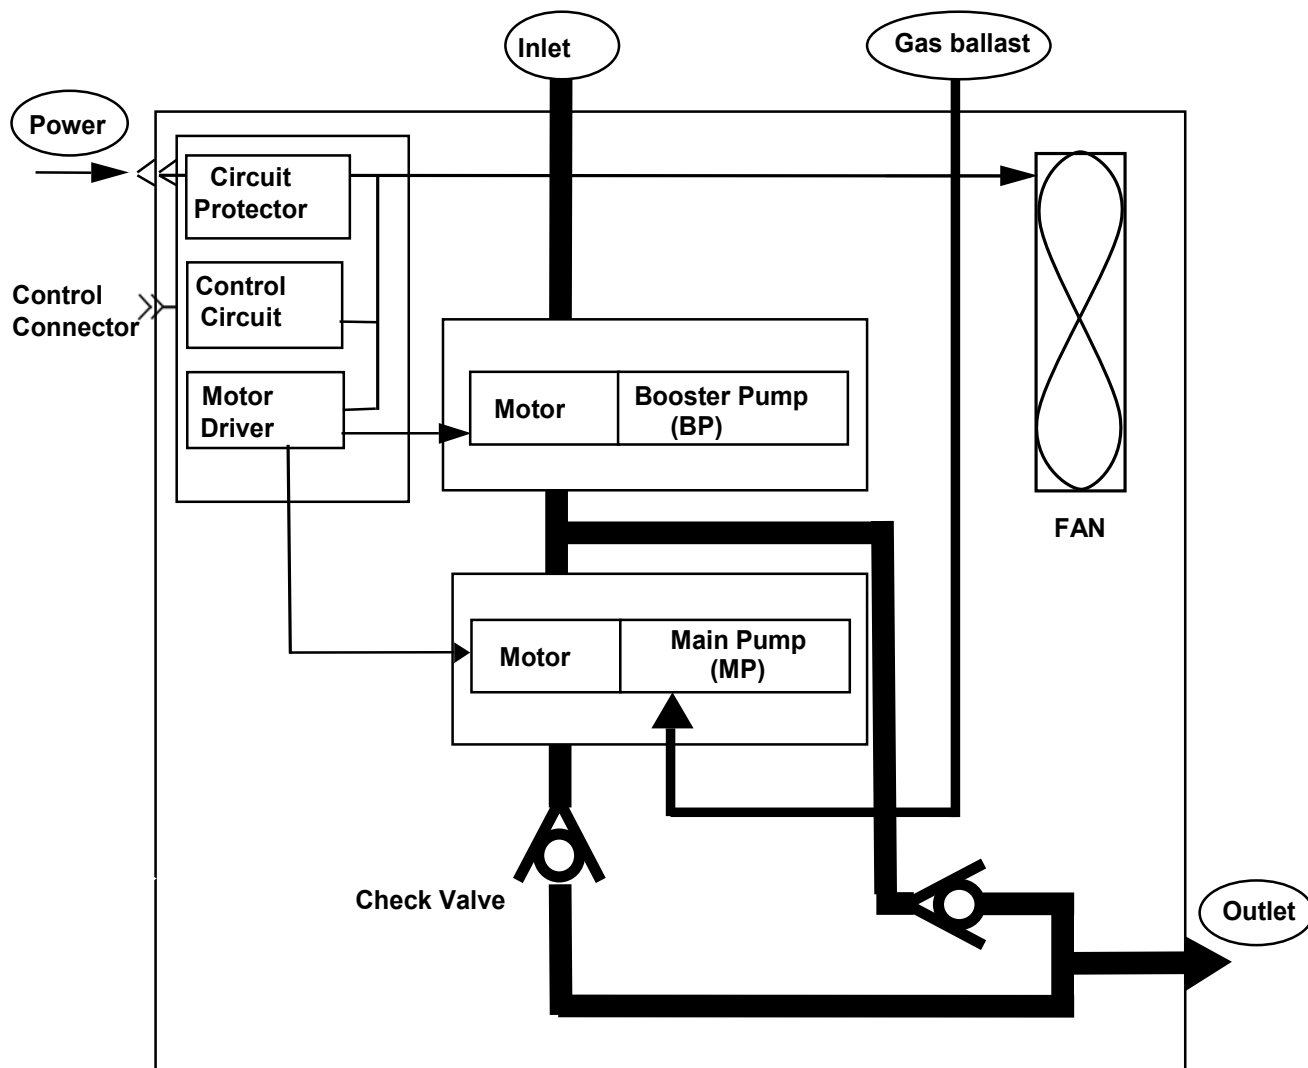 Inlet
Gas ballast
Power
Circuit
Protector
Control
Circuit
Control
Connector
Motor
Driver
Motor
Booster Pump
(BP)
FAN
Motor
Main Pump
(MP)
Check Valve
Outlet